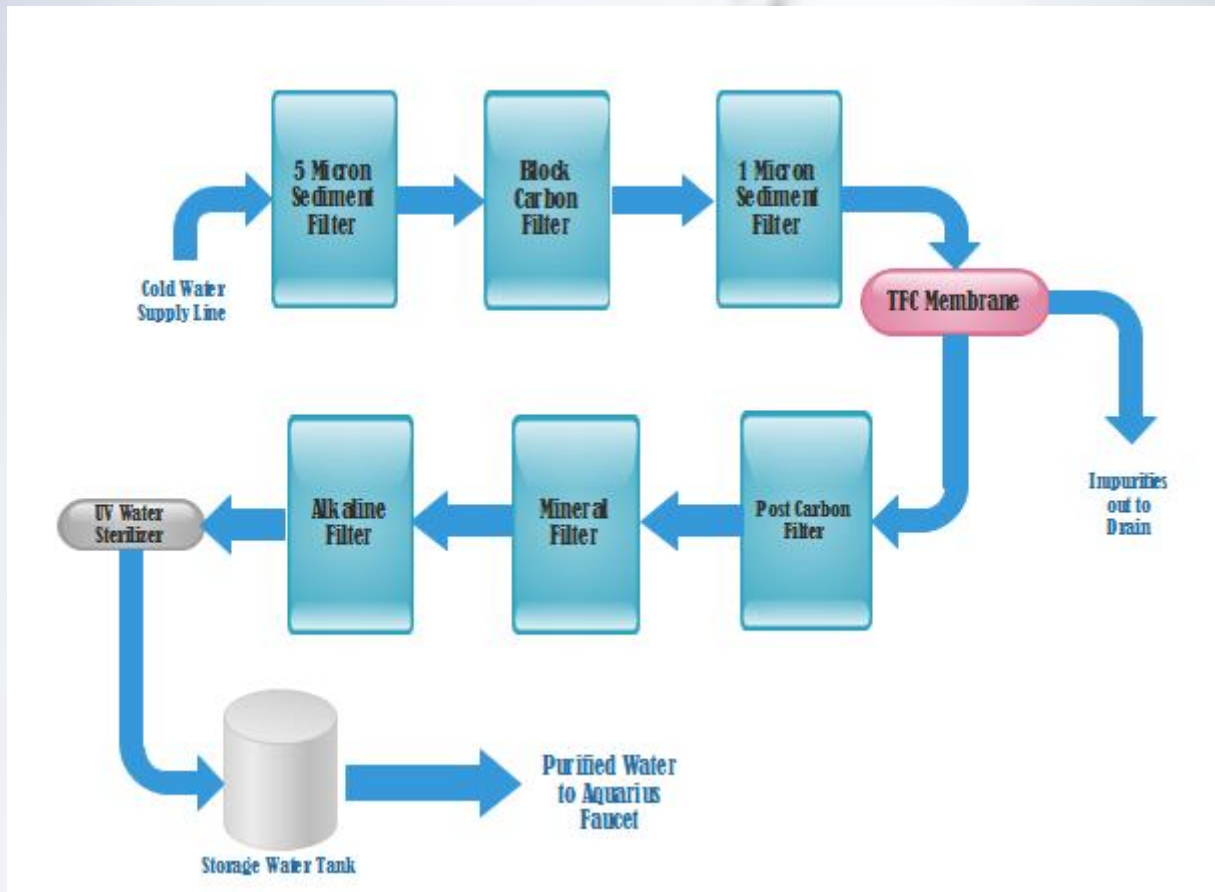 5 Micron
Sediment
Filter
Block
Carbon
Filter
1 Micron
Sediment
Filter
Cold Water
Supply Line
TFC Membrane
Impurities
out to
Drain
UV Water
Sterilizer
Alkaline
Filter
Mineral
Filter
Post Carbon
Filter
Purified Water
to Aquarius
Faucet
Storage Water Tank